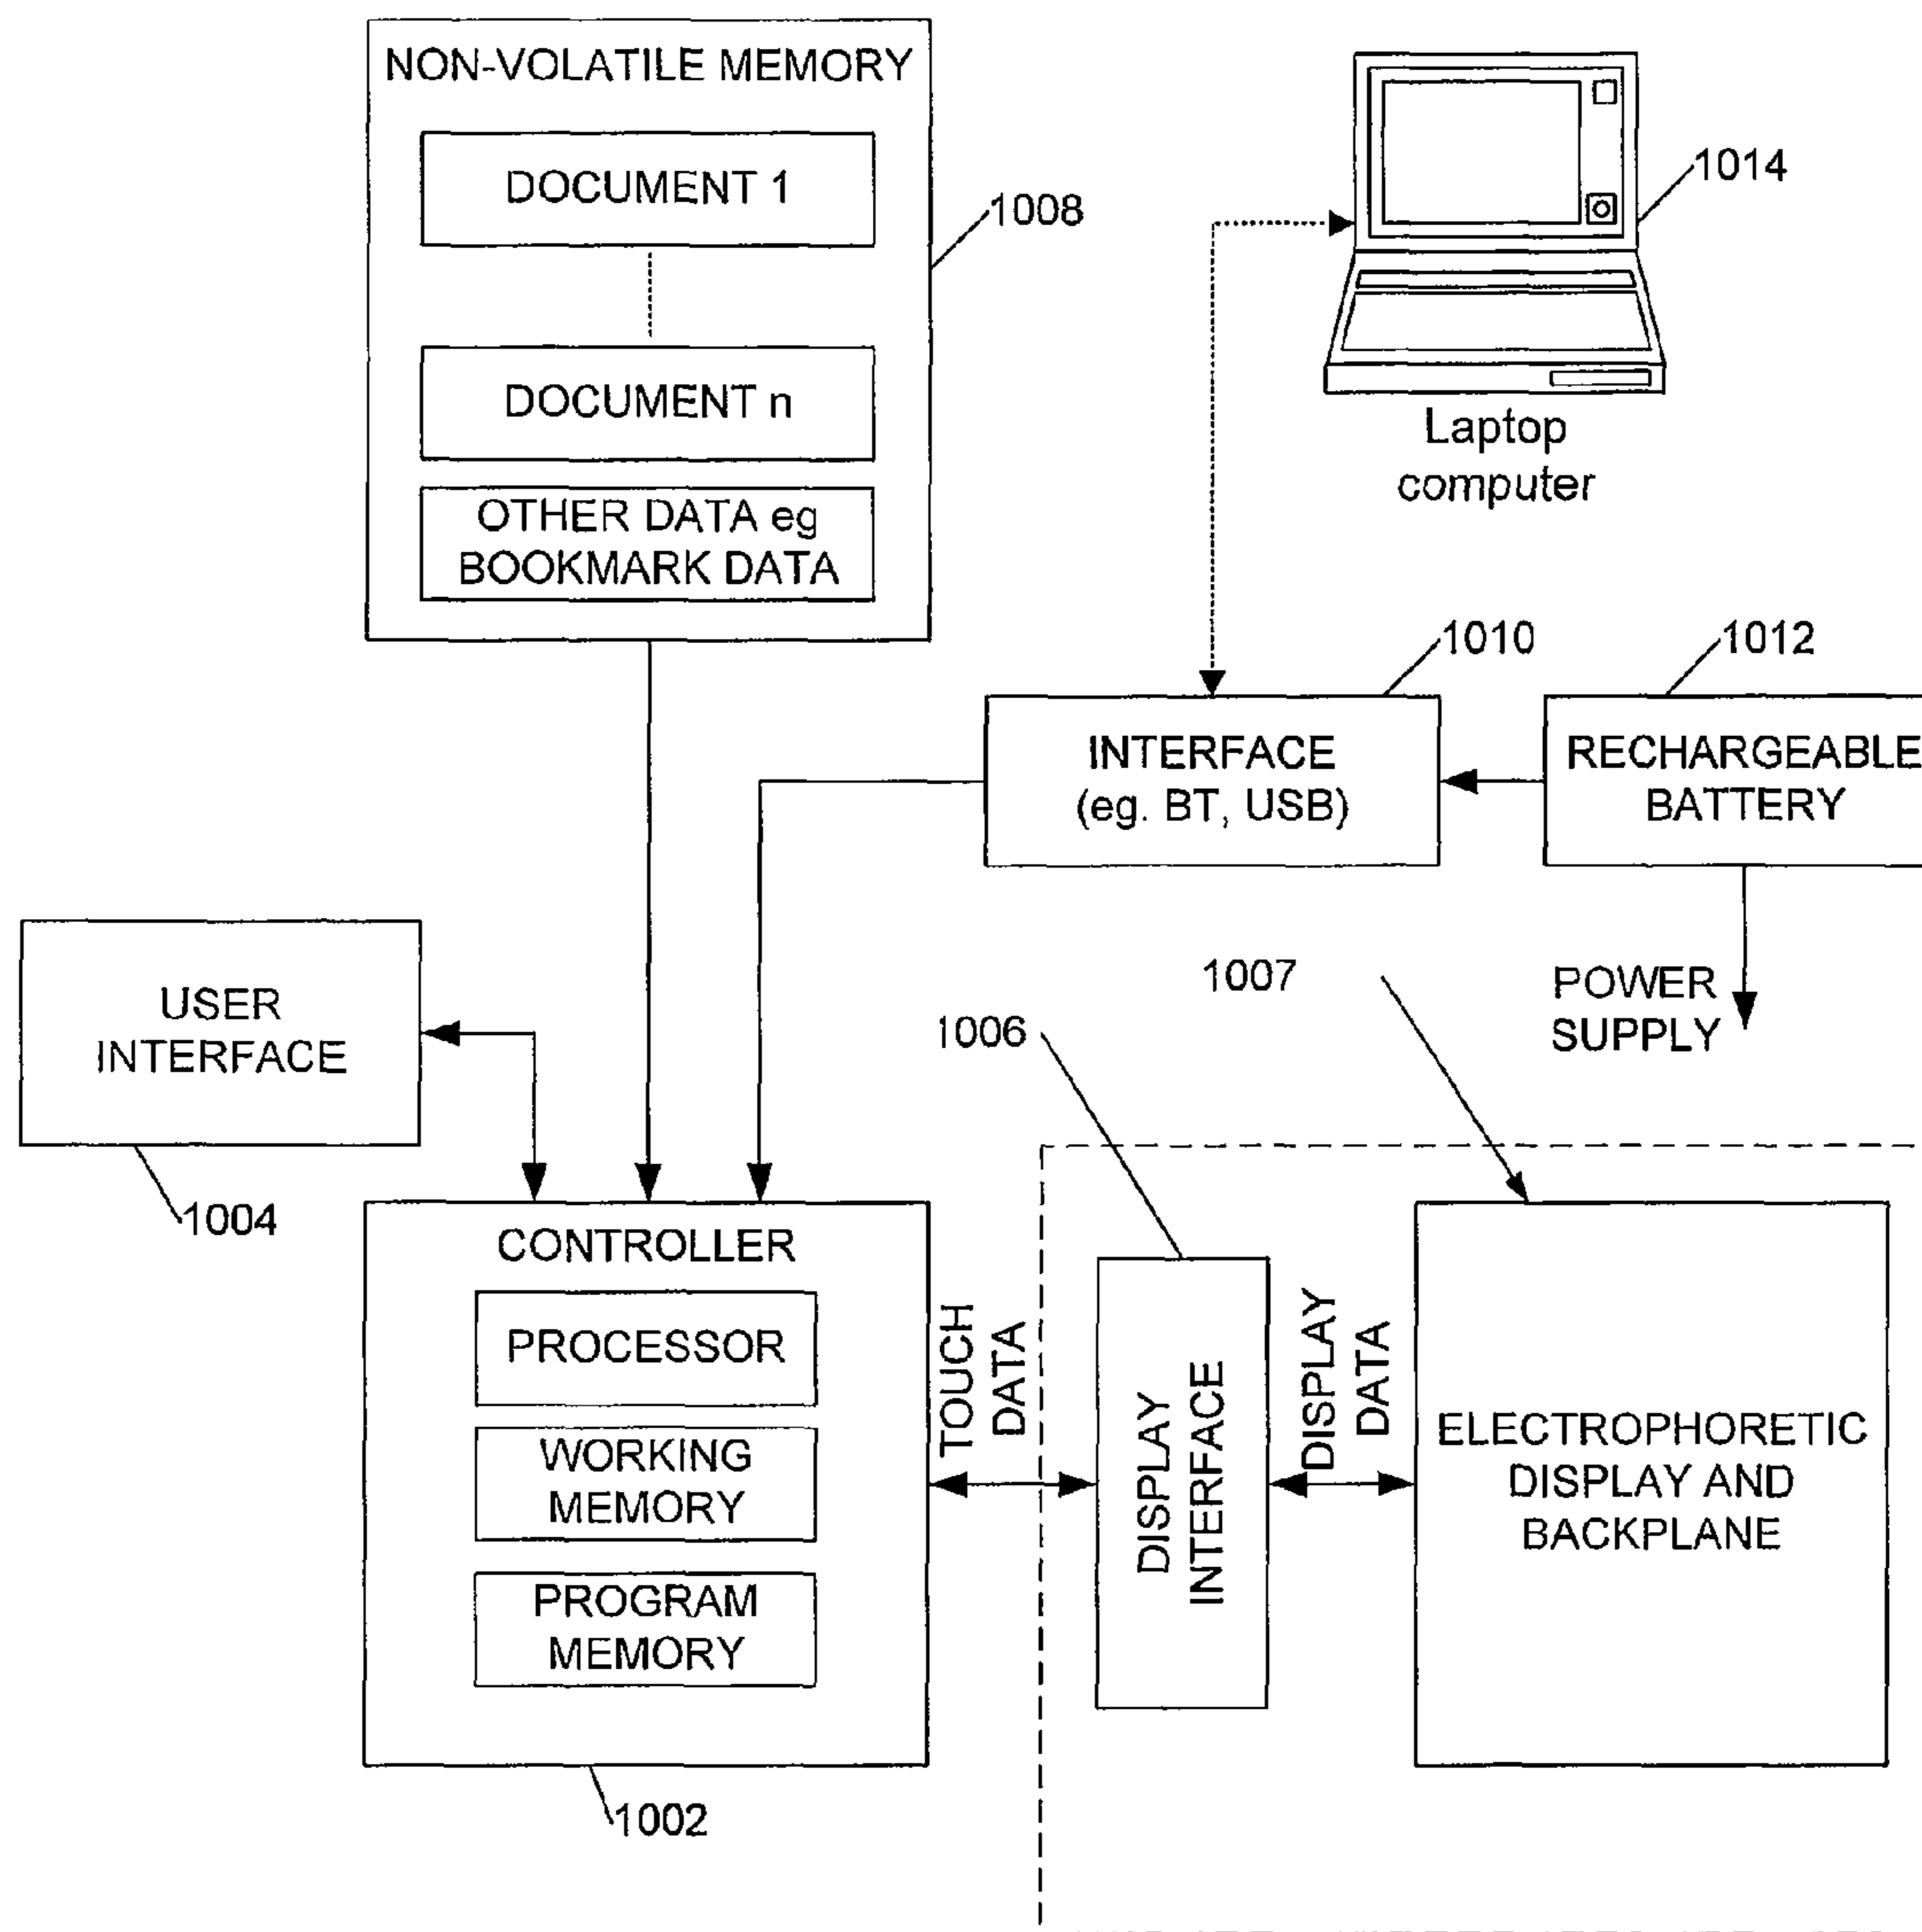 NON-VOLATILE MEMORY
DOCUMENT 1
DOCUMENT n
OTHER DATA eg
BOOKMARK DATA
1008
1014
Laptop
computer
1010
1012
INTERFACE
(eg. BT, USB)
RECHARGEABLE
BATTERY
POWER
SUPPLY
USER
INTERFACE
1004
1007
1006
CONTROLLER
PROCESSOR
WORKING
MEMORY
PROGRAM
MEMORY
1002
TOUCH
DATA
DISPLAY
INTERFACE
DISPLAY
DATA
ELECTROPHORETIC
DISPLAY AND
BACKPLANE